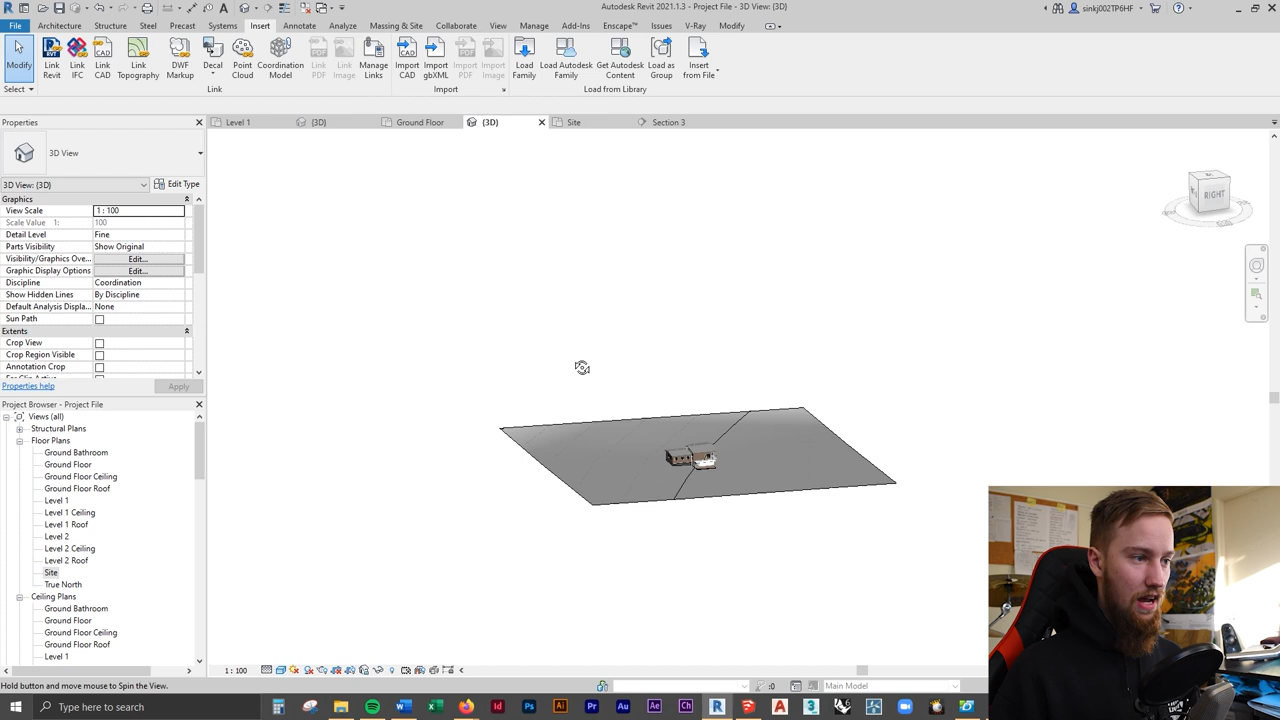 Autodesk Revit 2021.1.3 - Project File - 3D View: {3D}
sinkj002TP6HF
File Architecture Structure Steel Precast Systems Insert Annotate Analyze Massing & Site Collaborate View Manage Add-Ins Enscape™ Issues V-Ray Modify
Modify
Link Revit
Link IFC
Link CAD
Link Topography
DWF Markup
Decal
Point Cloud
Coordination Model
Link PDF
Link Image
Manage Links
Import CAD
Import gbXML
Import PDF
Import Image
Load Family
Load Autodesk Family
Get Autodesk Content
Load as Group
Insert from File
Select
Link
Import
Load from Library
Properties
Level 1
{3D}
Ground Floor
{3D}
Site
Section 3
3D View
3D View: {3D}
Edit Type
Graphics
View Scale 1 : 100
Scale Value 1: 100
Detail Level Fine
Parts Visibility Show Original
Visibility/Graphics Ove... Edit...
Graphic Display Options Edit...
Discipline Coordination
Show Hidden Lines By Discipline
Default Analysis Displa... None
Sun Path
Extents
Crop View
Crop Region Visible
Annotation Crop
Properties help
Apply
RIGHT
Project Browser - Project File
Views (all)
Structural Plans
Floor Plans
Ground Bathroom
Ground Floor
Ground Floor Ceiling
Ground Floor Roof
Level 1
Level 1 Ceiling
Level 1 Roof
Level 2
Level 2 Ceiling
Level 2 Roof
Site
True North
Ceiling Plans
Ground Bathroom
Ground Floor
Ground Floor Ceiling
Ground Floor Roof
Level 1
1 : 100
Hold button and move mouse to Spin the View.
:0
Main Model
Type here to search